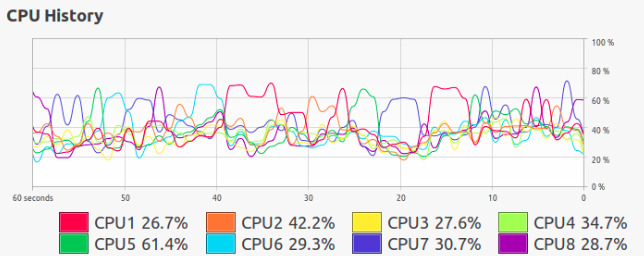 CPU History
100 %
80 %
60 %
40 %
20 %
0 %
60 seconds 50 40 30 20 10 0
CPU1 26.7% CPU2 42.2% CPU3 27.6% CPU4 34.7%
CPU5 61.4% CPU6 29.3% CPU7 30.7% CPU8 28.7%